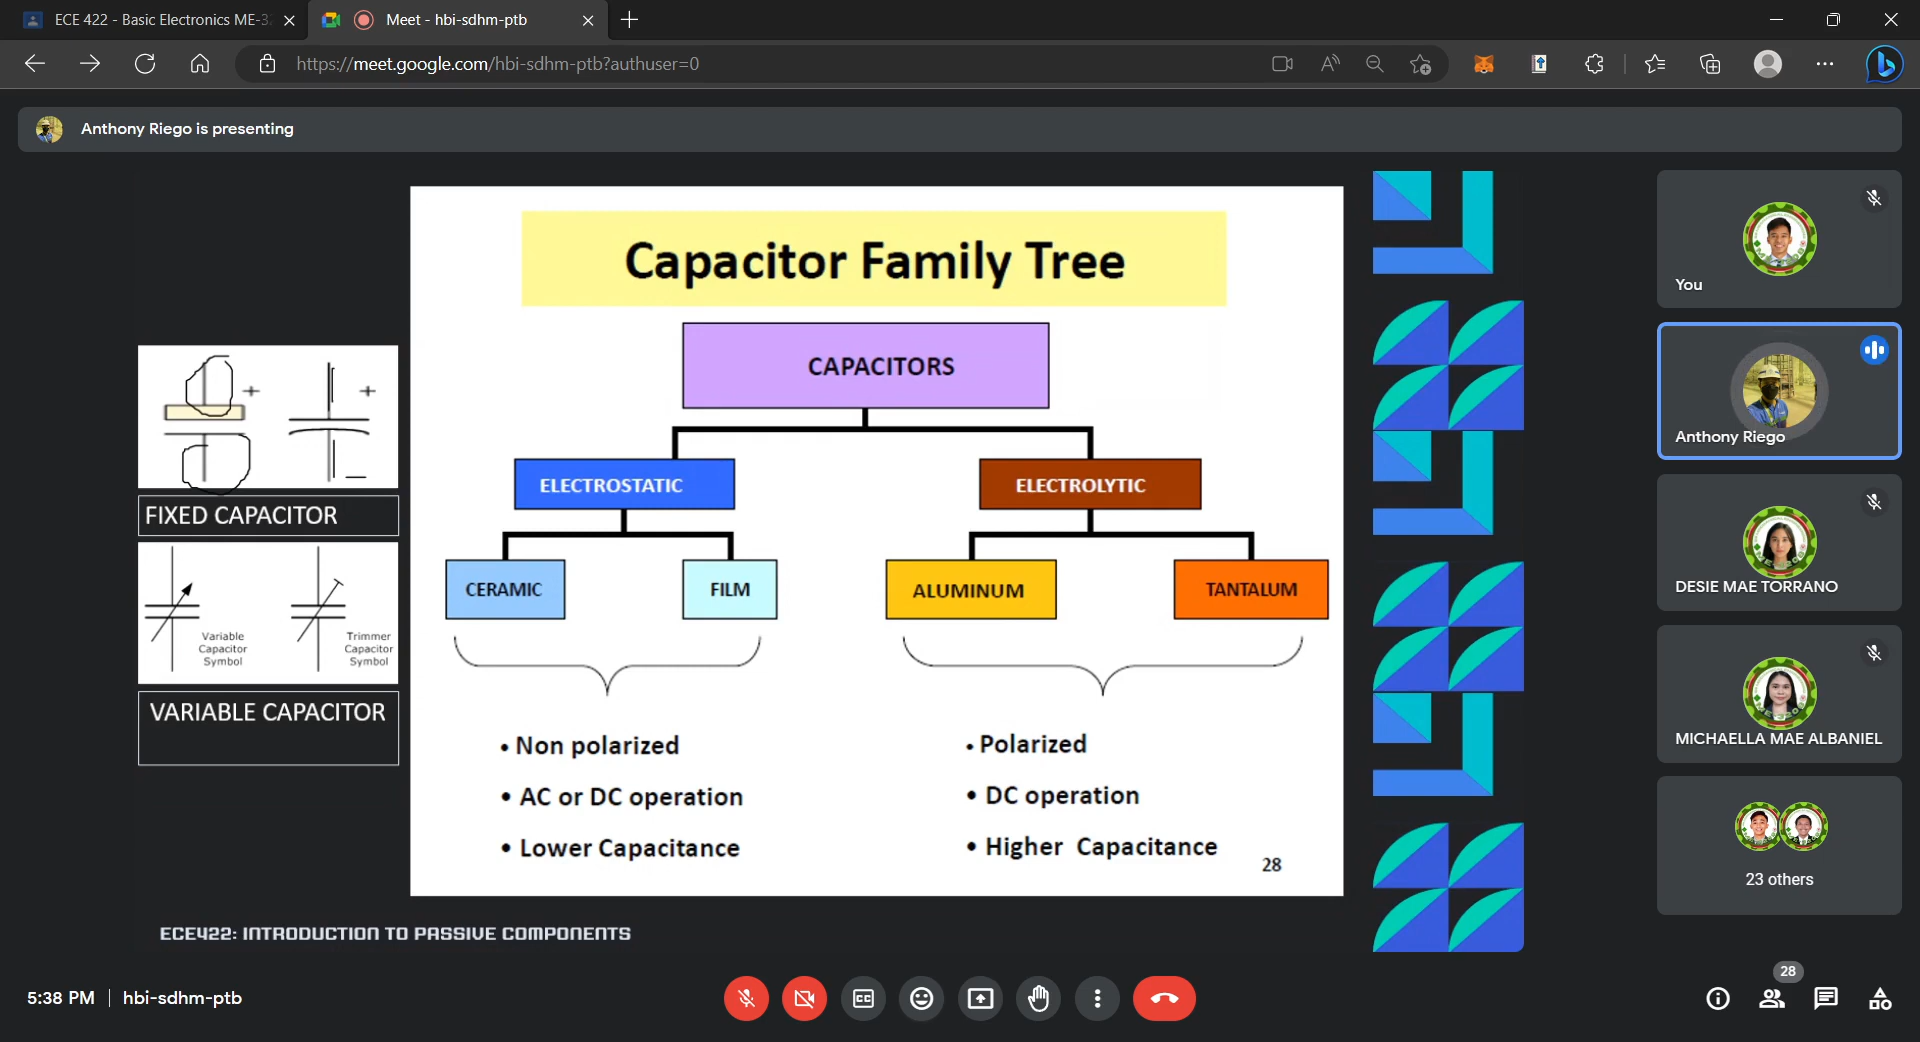 ECE 422 - Basic Electronics ME-32
Meet - hbi-sdhm-ptb
https://meet.google.com/hbi-sdhm-ptb?authuser=0
Anthony Riego is presenting
Capacitor Family Tree
CAPACITORS
ELECTROSTATIC
ELECTROLYTIC
CERAMIC
FILM
ALUMINUM
TANTALUM
• Non polarized
• AC or DC operation
• Lower Capacitance
• Polarized
• DC operation
• Higher Capacitance
28
+
+
FIXED CAPACITOR
Variable
Capacitor
Symbol
Trimmer
Capacitor
Symbol
VARIABLE CAPACITOR
ECE422: INTRODUCTION TO PASSIVE COMPONENTS
You
Anthony Riego
DESIE MAE TORRANO
MICHAELLA MAE ALBANIEL
23 others
5:38 PM | hbi-sdhm-ptb
28